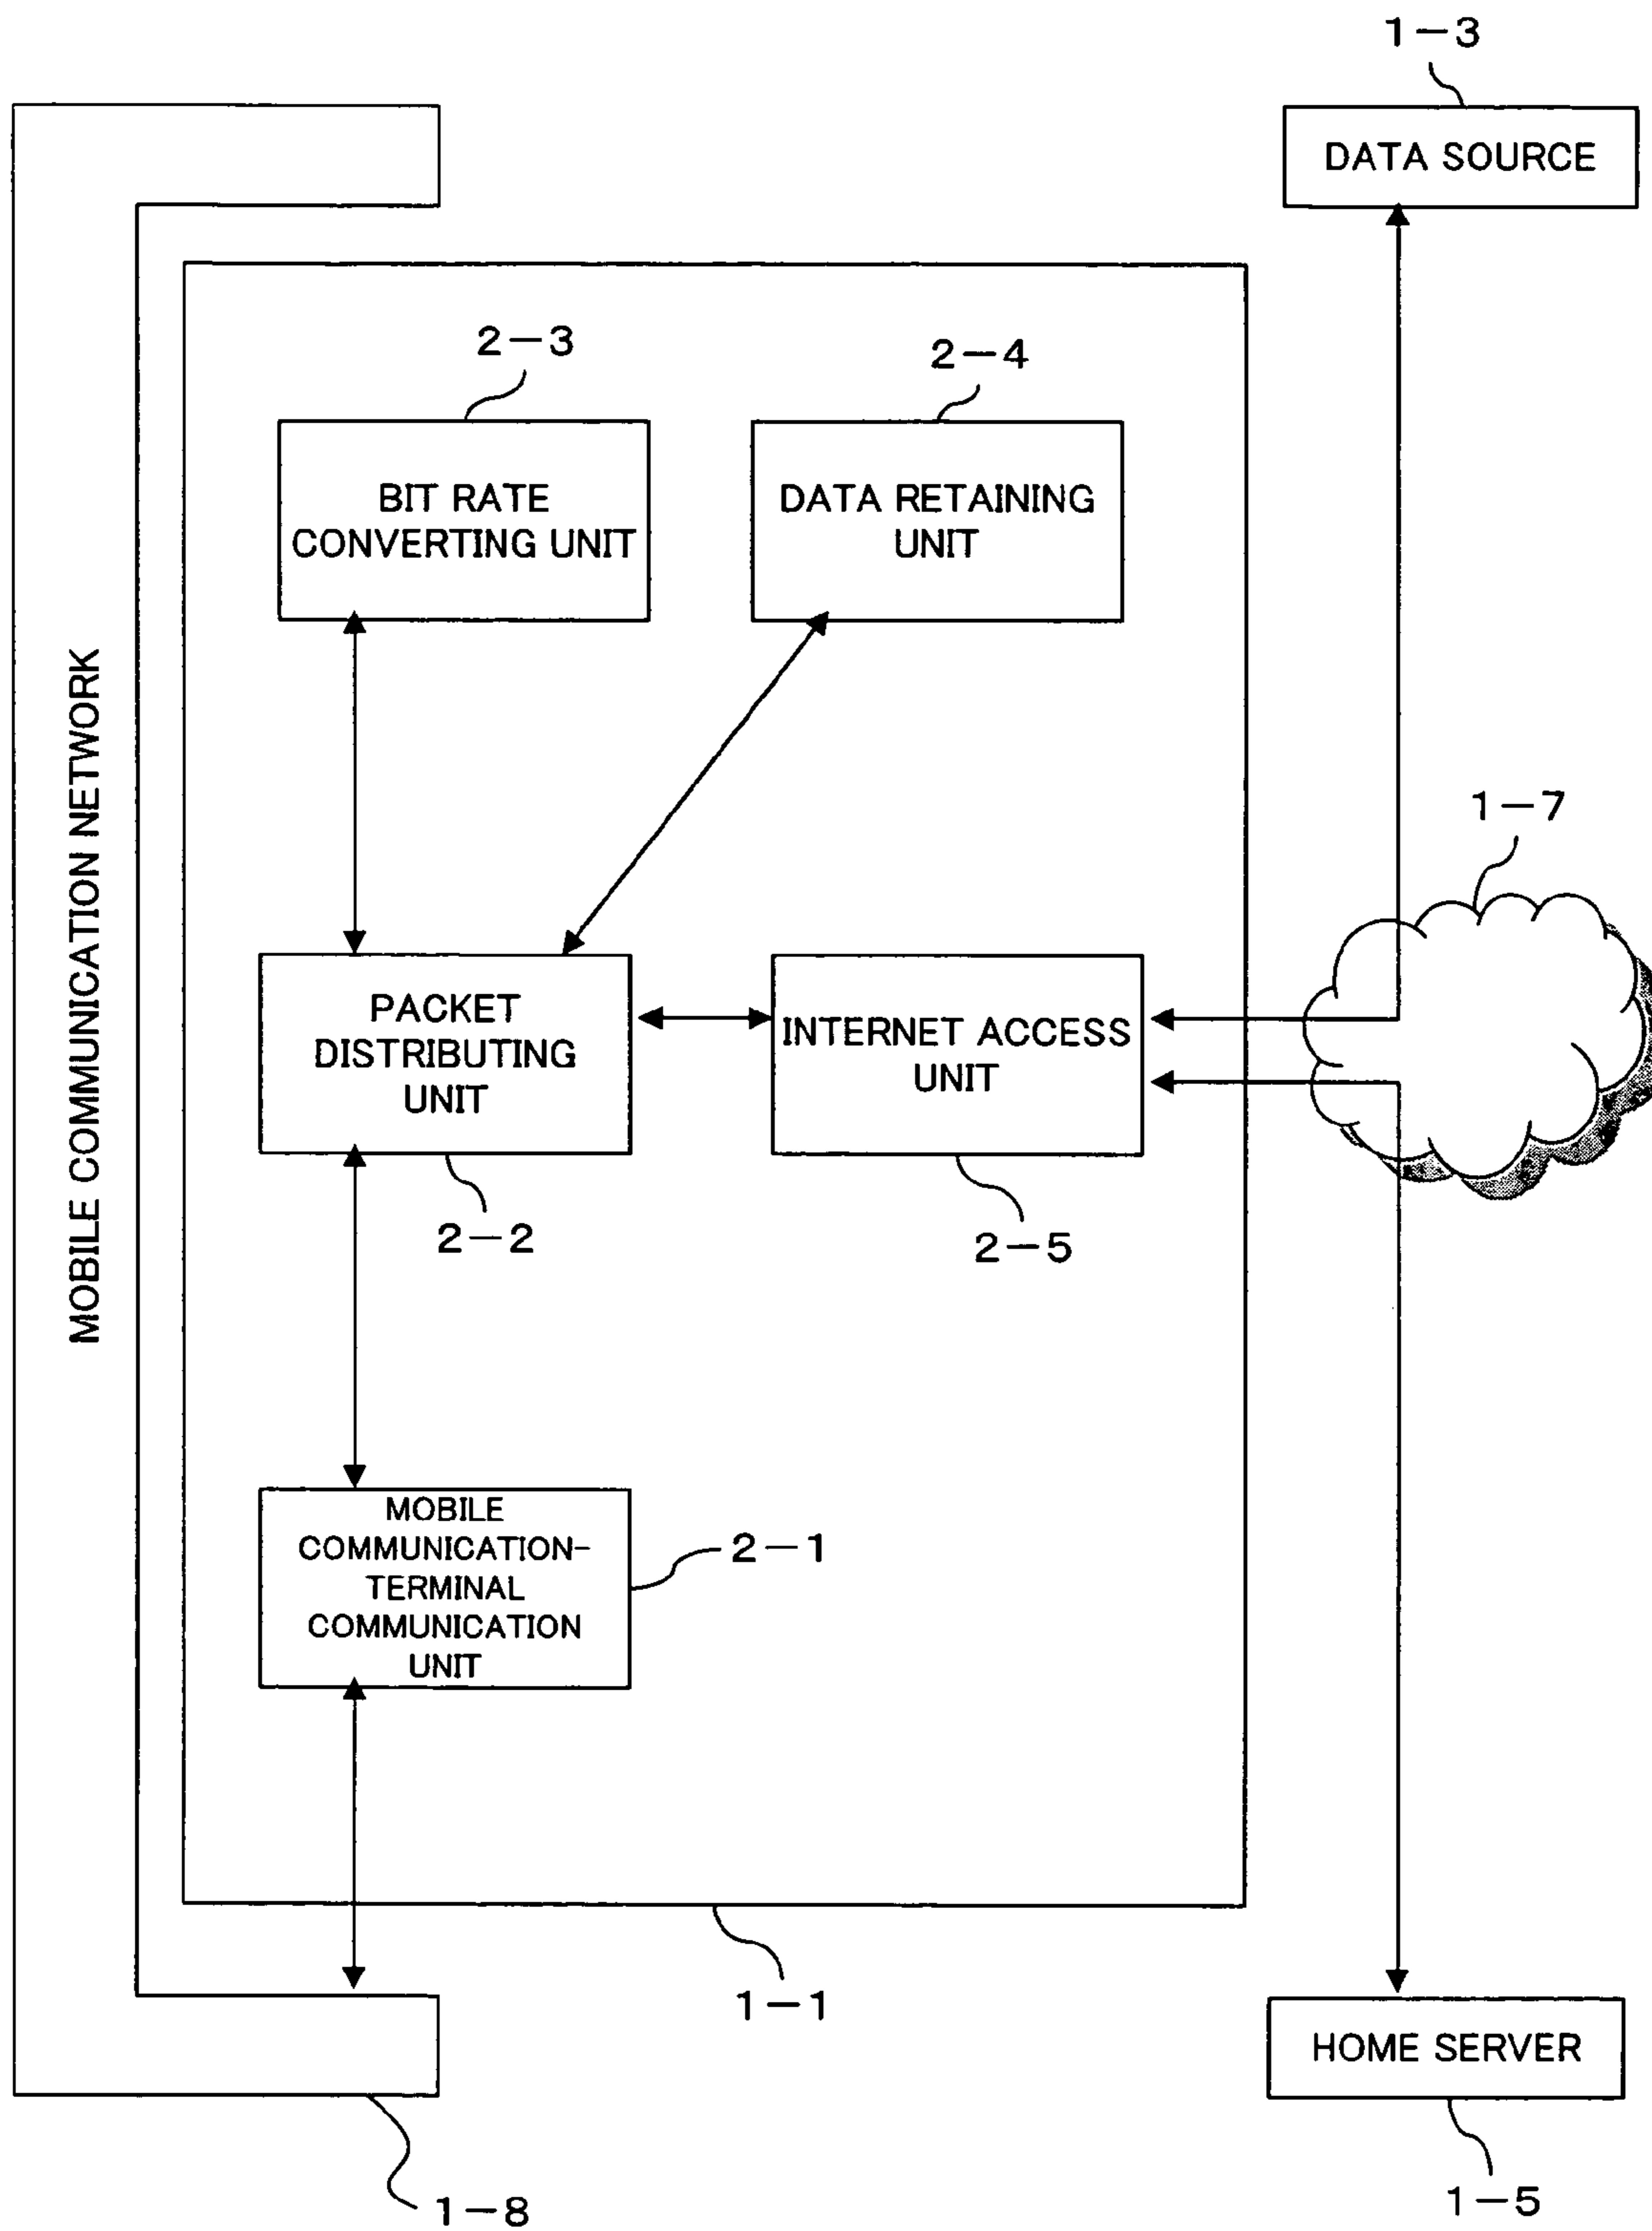 1-3
DATA SOURCE
2-3
2-4
BIT RATE
CONVERTING UNIT
DATA RETAINING
UNIT
MOBILE COMMUNICATION NETWORK
1-7
PACKET
DISTRIBUTING
UNIT
INTERNET ACCESS
UNIT
2-2
2-5
MOBILE
COMMUNICATION-
TERMINAL
COMMUNICATION
UNIT
2-1
1-1
HOME SERVER
1-8
1-5